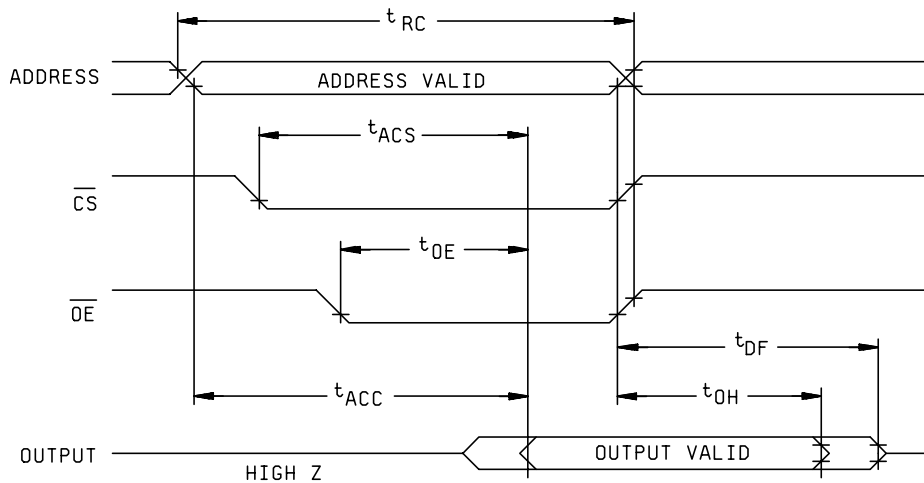 t RC
ADDRESS
ADDRESS VALID
t ACS
CS
t OE
OE
t DF
t ACC
t OH
OUTPUT
OUTPUT VALID
HIGH Z